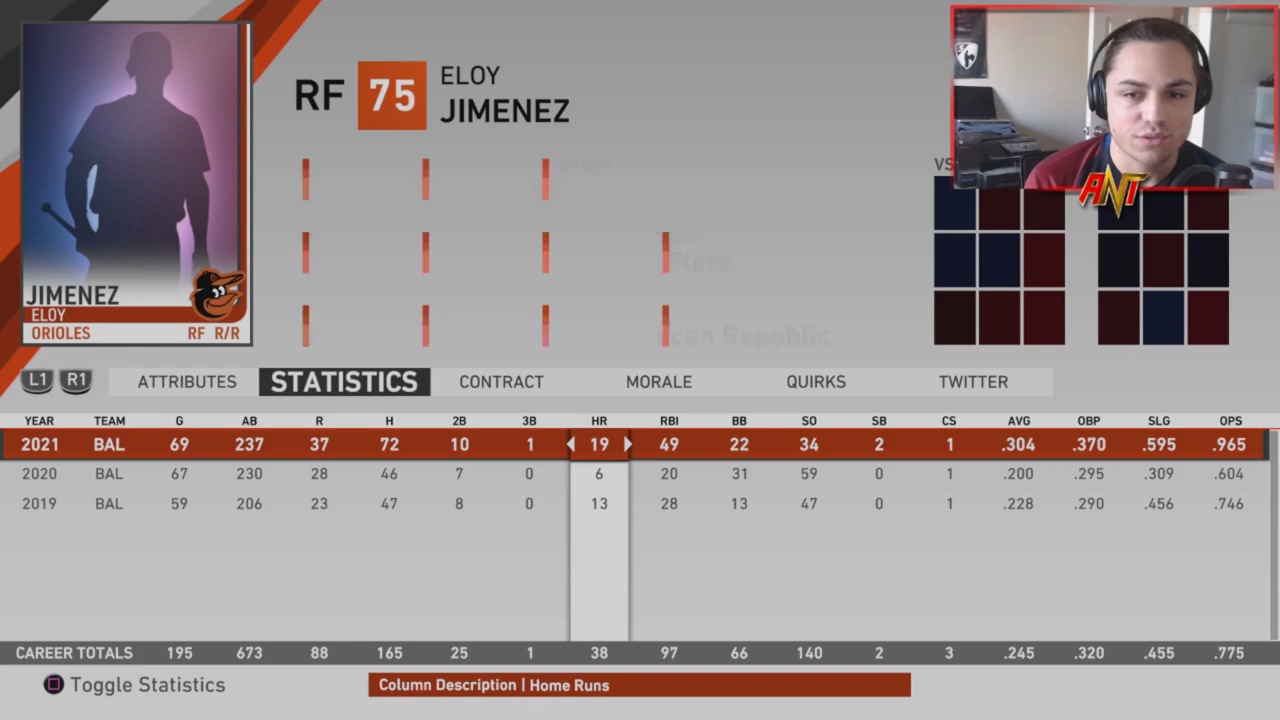 RF 75 ELOY
JIMENEZ
VS
ANT
Field
can Republic
JIMENEZ
ELOY
ORIOLES RF R/R
L1 R1 ATTRIBUTES STATISTICS CONTRACT MORALE QUIRKS TWITTER
YEAR TEAM G AB R H 2B 3B HR RBI BB SO SB CS AVG OBP SLG OPS
2021 BAL 69 237 37 72 10 1 19 49 22 34 2 1 .304 .370 .595 .965
2020 BAL 67 230 28 46 7 0 6 20 31 59 0 1 .200 .295 .309 .604
2019 BAL 59 206 23 47 8 0 13 28 13 47 0 1 .228 .290 .456 .746
CAREER TOTALS 195 673 88 165 25 1 38 97 66 140 2 3 .245 .320 .455 .775
Toggle Statistics
Column Description | Home Runs